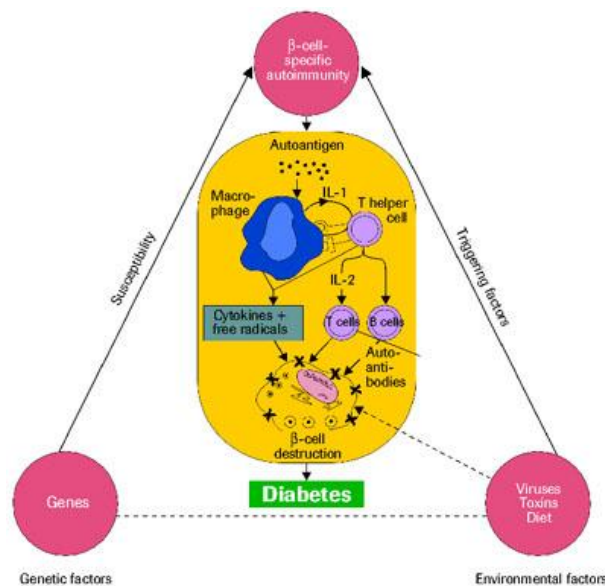 β-cell-
specific
autoimmunity
Autoantigen
IL-1
Macro-
phage
T helper
cell
Susceptibility
Triggering factors
IL-2
Cytokines +
free radicals
T cells
B cells
Auto-
anti-
bodies
β-cell
destruction
Diabetes
Genes
Viruses
Toxins
Diet
Genetic factors
Environmental factors